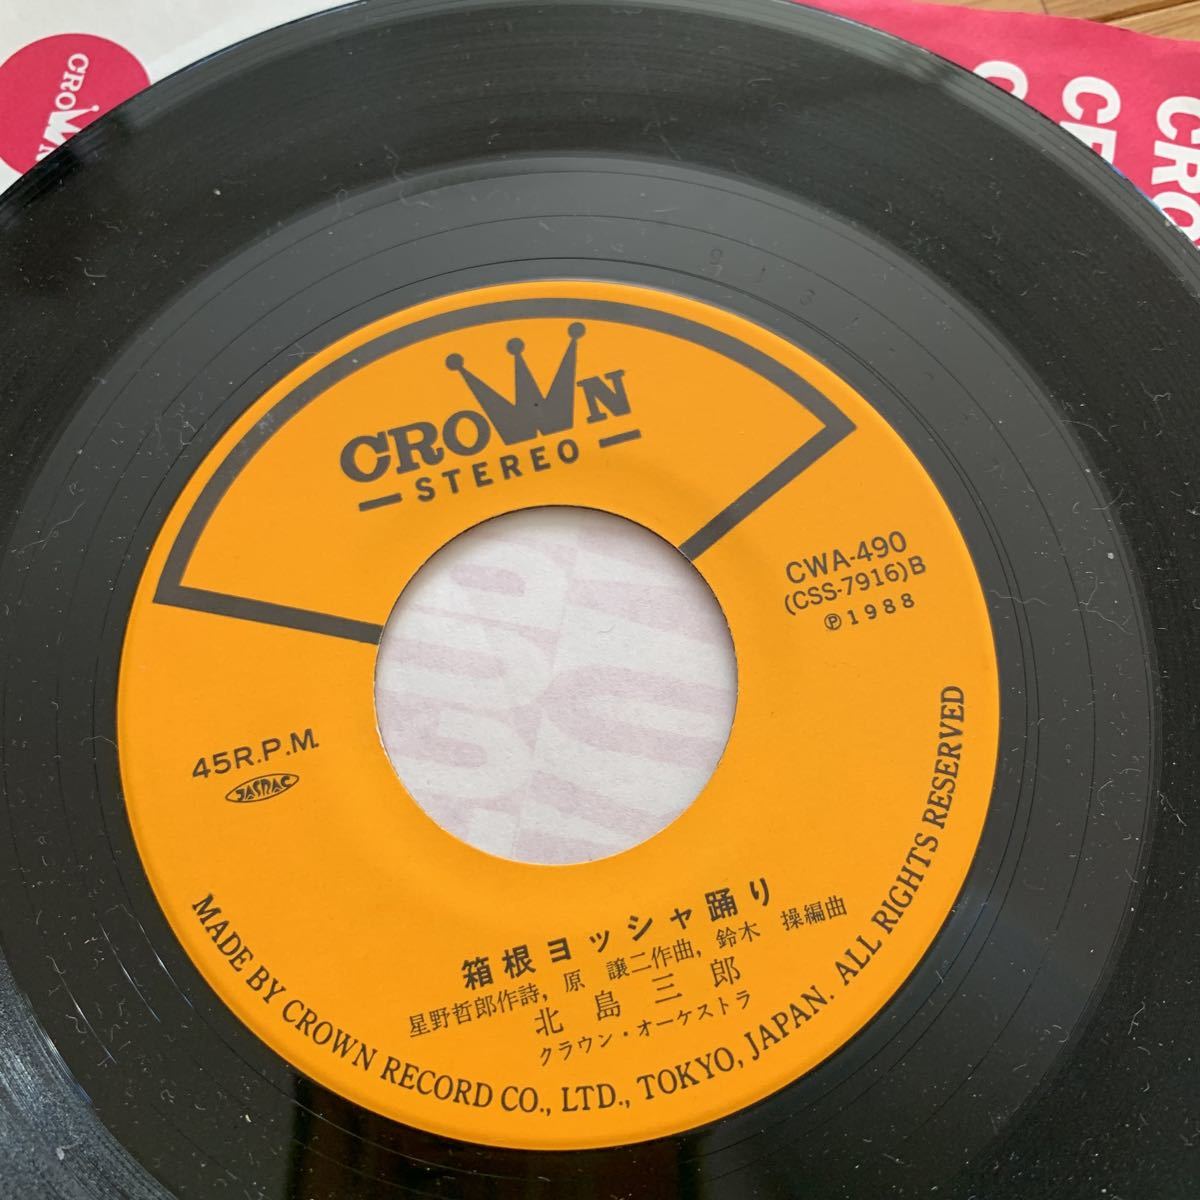 CROWN
CRO
CROWN
STEREO
CWA-490
(CSS-7916)B
Ⓟ1988
45R.P.M.
JASRAC
箱根ヨッシャ踊り
星野哲郎作詩, 原 譲二作曲, 鈴木 操編曲
北島三郎
クラウン・オーケストラ
MADE BY CROWN RECORD CO., LTD., TOKYO, JAPAN. ALL RIGHTS RESERVED